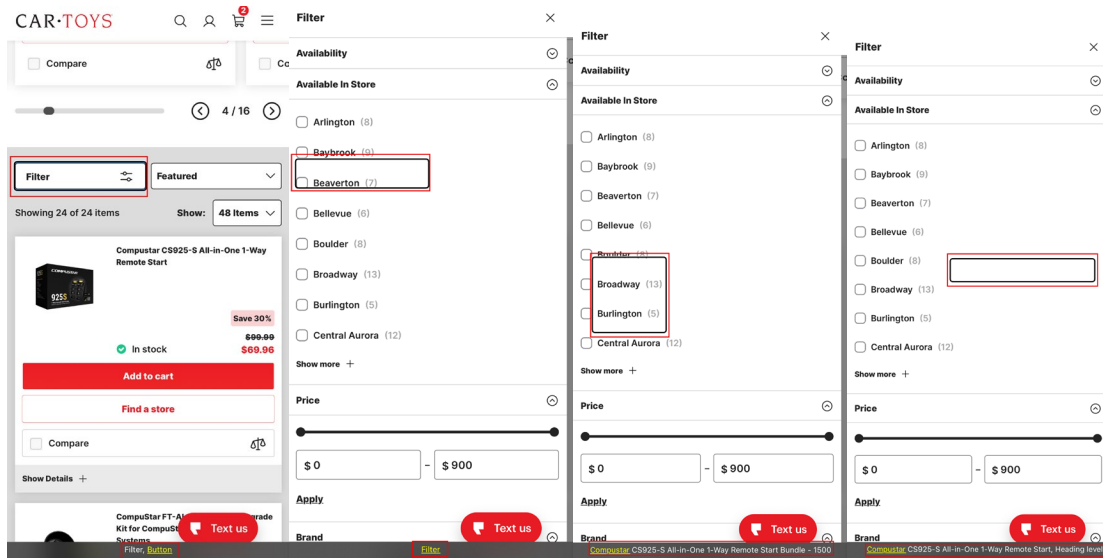 CAR·TOYS
2
Compare
Co
4 / 16
Filter
Featured
Showing 24 of 24 items
Show:
48 Items
Compustar CS925-S All-in-One 1-Way
Remote Start
COMPUSTAR
925S
Save 30%
$99.99
In stock
$69.96
Add to cart
Find a store
Compare
Show Details +
CompuStar FT-A
grade
Kit for CompuSt
Systems
Text us
Filter, Button
Filter
Availability
Available In Store
Arlington (8)
Baybrook (9)
Beaverton (7)
Bellevue (6)
Boulder (8)
Broadway (13)
Burlington (5)
Central Aurora (12)
Show more +
Price
$ 0
–
$ 900
Apply
Brand
Text us
Filter
Filter
Availability
Available In Store
Arlington (8)
Baybrook (9)
Beaverton (7)
Bellevue (6)
Boulder (8)
Broadway (13)
Burlington (5)
Central Aurora (12)
Show more +
Price
$ 0
–
$ 900
Apply
Brand
Text us
Compustar CS925-S All-in-One 1-Way Remote Start Bundle - 1500
Filter
Availability
Available In Store
Arlington (8)
Baybrook (9)
Beaverton (7)
Bellevue (6)
Boulder (8)
Broadway (13)
Burlington (5)
Central Aurora (12)
Show more +
Price
$ 0
–
$ 900
Apply
Brand
Text us
Compustar CS925-S All-in-One 1-Way Remote Start, Heading level